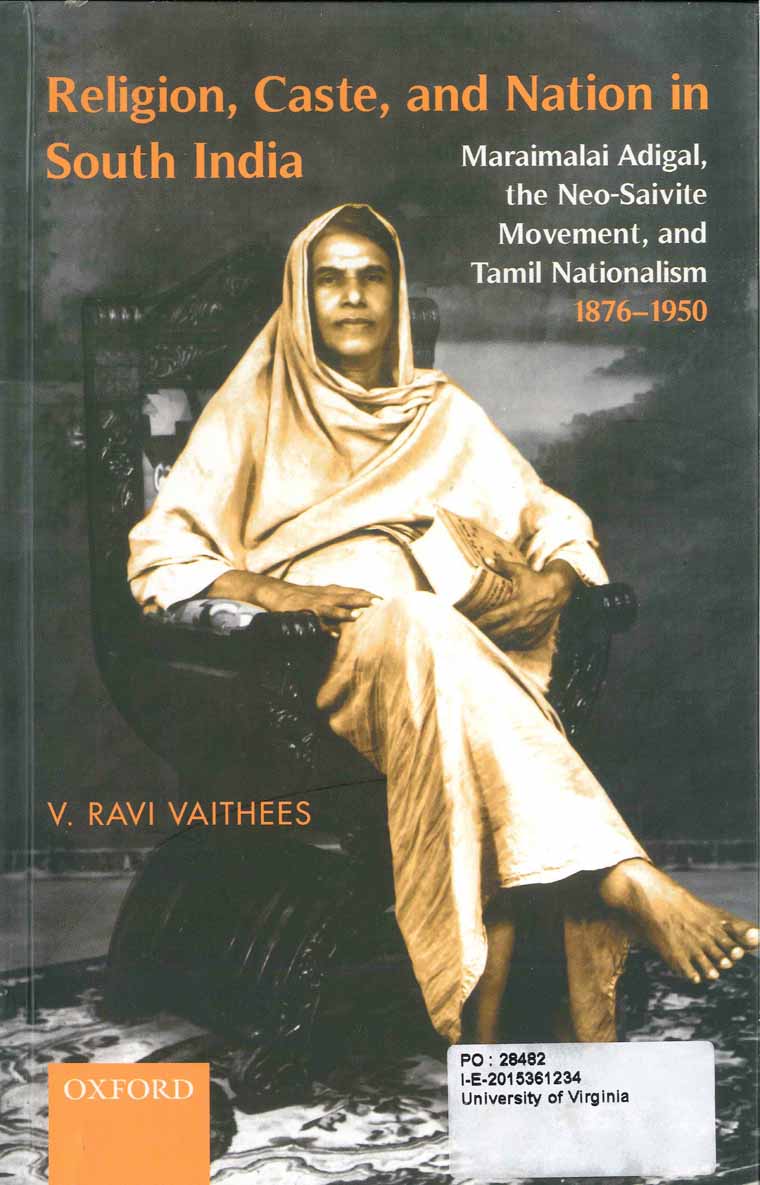 Religion, Caste, and Nation in
South India
Maraimalai Adigal,
the Neo-Saivite
Movement, and
Tamil Nationalism
1876–1950
V. RAVI VAITHEES
OXFORD
PO : 28482
I-E-2015361234
University of Virginia